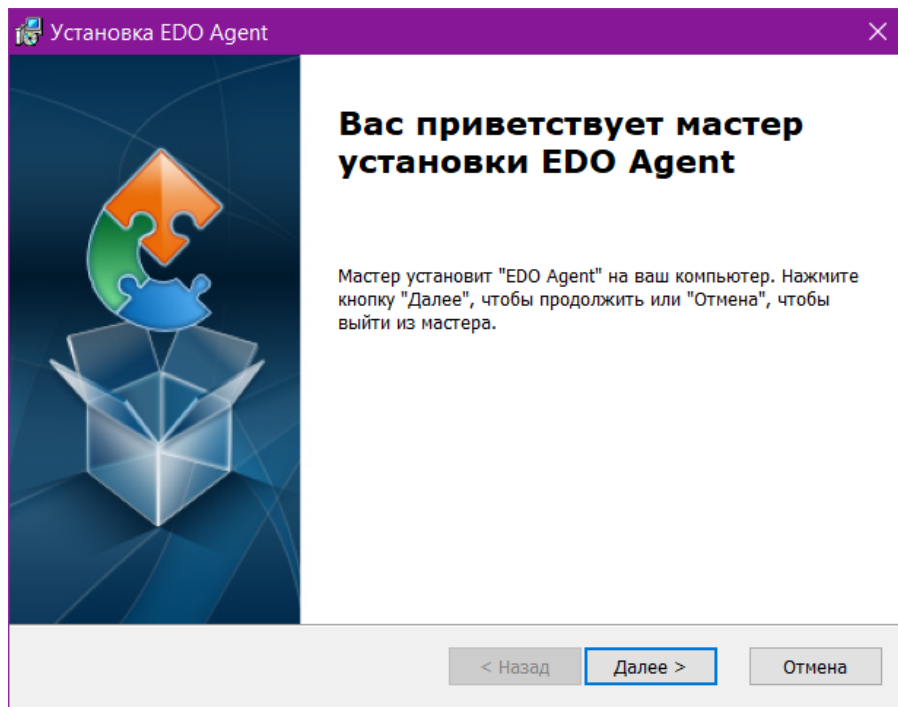 Установка EDO Agent
Вас приветствует мастер
установки EDO Agent
Мастер установит "EDO Agent" на ваш компьютер. Нажмите
кнопку "Далее", чтобы продолжить или "Отмена", чтобы
выйти из мастера.
< Назад
Далее >
Отмена